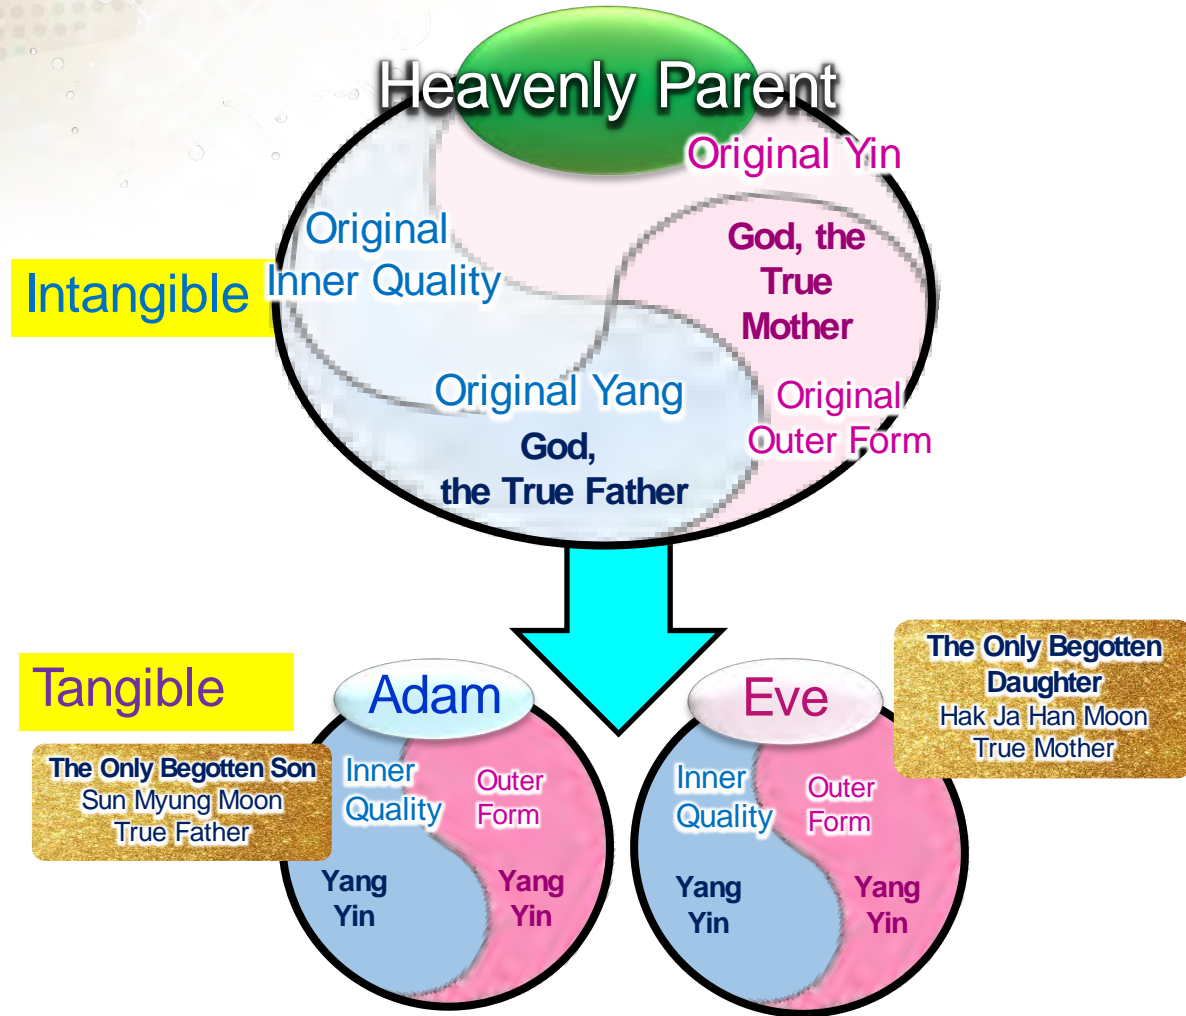 Heavenly Parent
Original Yin
Original
Inner Quality
God, the
True
Mother
Intangible
Original Yang
Original
Outer Form
God,
the True Father
The Only Begotten
Daughter
Hak Ja Han Moon
True Mother
Tangible
Adam
Eve
The Only Begotten Son
Sun Myung Moon
True Father
Inner
Quality
Outer
Form
Yang
Yin
Yang
Yin
Inner
Quality
Outer
Form
Yang
Yin
Yang
Yin